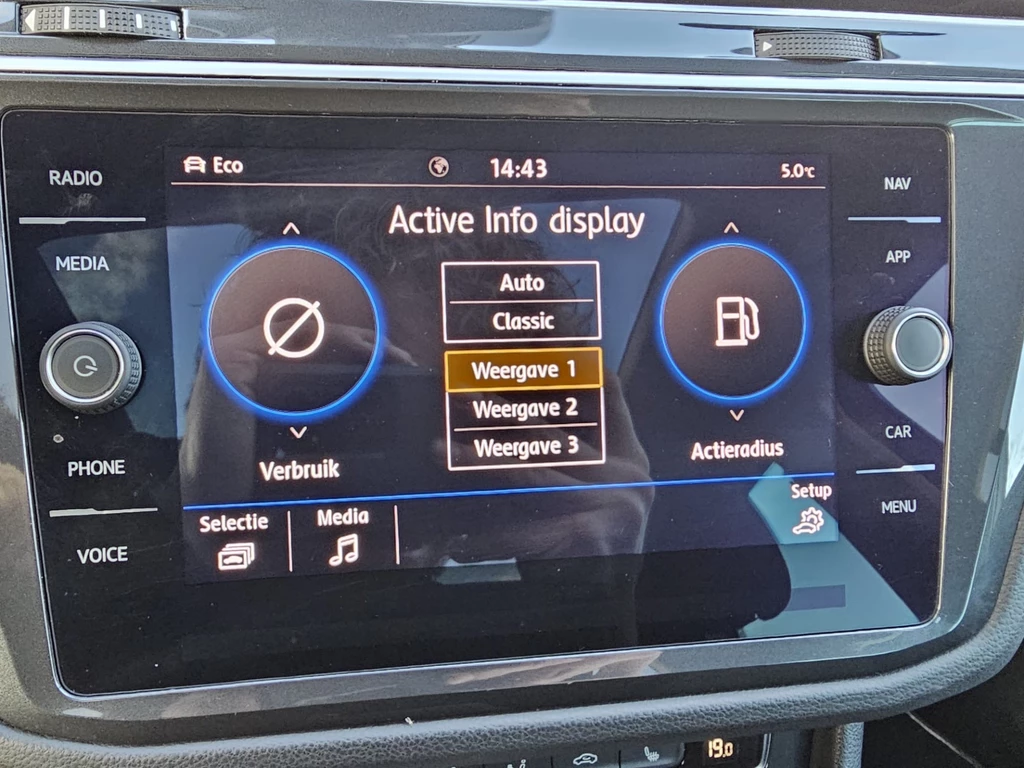 RADIO
MEDIA
PHONE
VOICE
Eco
14:43
5.0°C
Active Info display
Auto
Classic
Weergave 1
Weergave 2
Weergave 3
Verbruik
Actieradius
Selectie
Media
Setup
NAV
APP
CAR
MENU
19.0